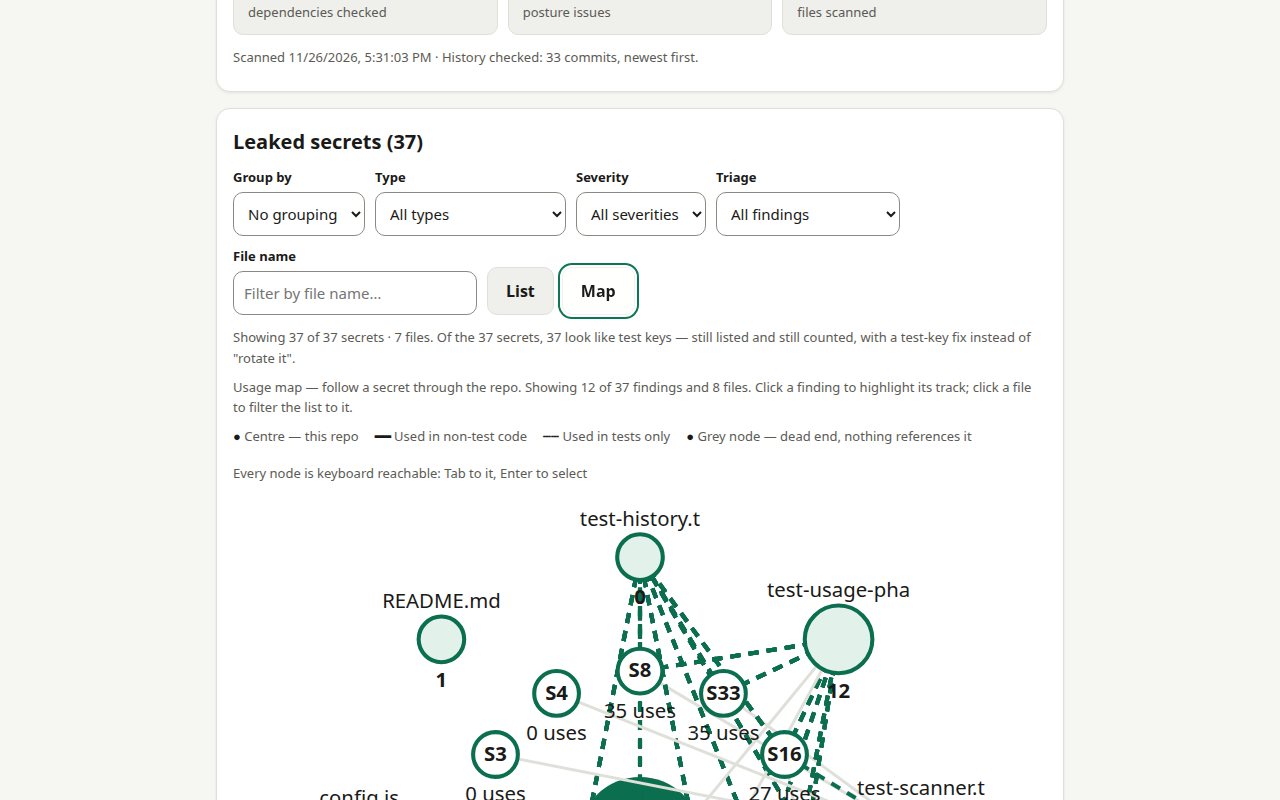 dependencies checked
posture issues
files scanned
Scanned 11/26/2026, 5:31:03 PM · History checked: 33 commits, newest first.
Leaked secrets (37)
Group by
Type
Severity
Triage
No grouping
All types
All severities
All findings
File name
Filter by file name...
List
Map
Showing 37 of 37 secrets · 7 files. Of the 37 secrets, 37 look like test keys — still listed and still counted, with a test-key fix instead of
"rotate it".
Usage map — follow a secret through the repo. Showing 12 of 37 findings and 8 files. Click a finding to highlight its track; click a file
to filter the list to it.
● Centre — this repo
Used in non-test code
Used in tests only
● Grey node — dead end, nothing references it
Every node is keyboard reachable: Tab to it, Enter to select
test-history.t
0
test-usage-pha
12
README.md
1
S8
35 uses
S4
0 uses
S33
35 uses
S3
0 uses
S16
27 uses
test-scanner.t
config.js